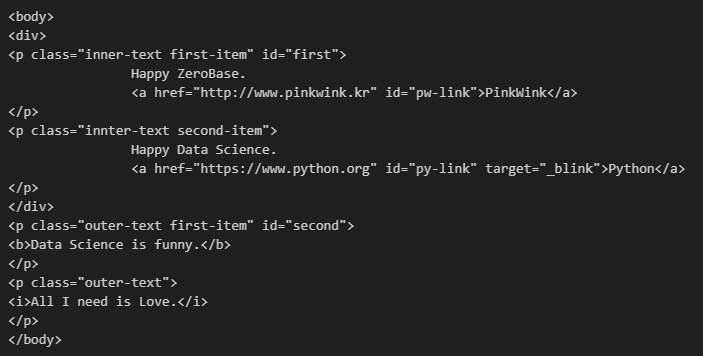 <body>
<div>
<p class="inner-text first-item" id="first">
Happy ZeroBase.
<a href="http://www.pinkwink.kr" id="pw-link">PinkWink</a>
</p>
<p class="innter-text second-item">
Happy Data Science.
<a href="https://www.python.org" id="py-link" target="_blink">Python</a>
</p>
</div>
<p class="outer-text first-item" id="second">
<b>Data Science is funny.</b>
</p>
<p class="outer-text">
<i>All I need is Love.</i>
</p>
</body>